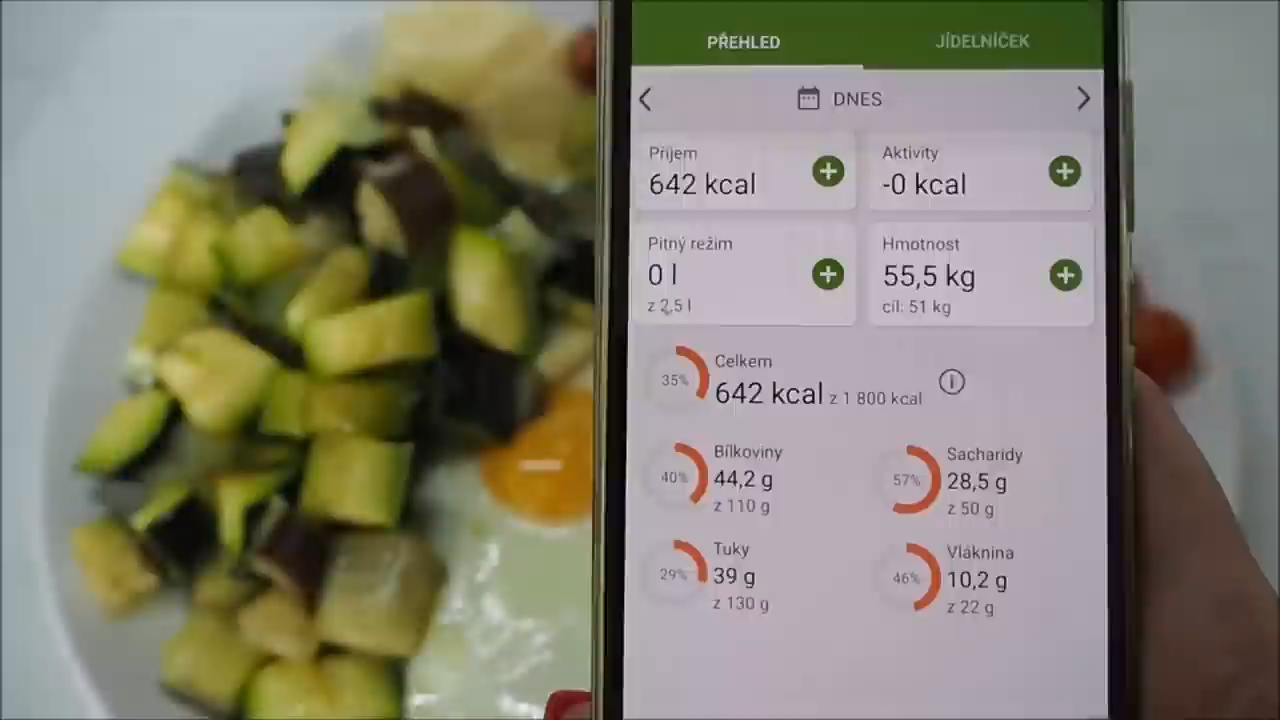 PŘEHLED
JÍDELNÍČEK
DNES
Příjem
642 kcal
Aktivity
-0 kcal
Pitný režim
0 l
z 2,5 l
Hmotnost
55,5 kg
cíl: 51 kg
35%
Celkem
642 kcal z 1 800 kcal
40%
Bílkoviny
44,2 g
z 110 g
57%
Sacharidy
28,5 g
z 50 g
29%
Tuky
39 g
z 130 g
46%
Vláknina
10,2 g
z 22 g